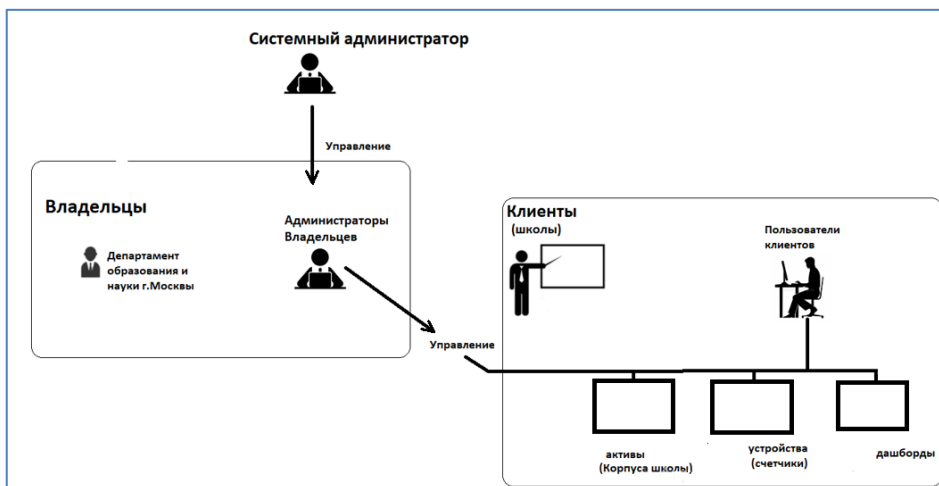 Системный администратор
Управление
Владельцы
Департамент
образования и
науки г.Москвы
Администраторы
Владельцев
Управление
Клиенты
(школы)
Пользователи
клиентов
активы
(Корпуса школы)
устройства
(счетчики)
дашборды